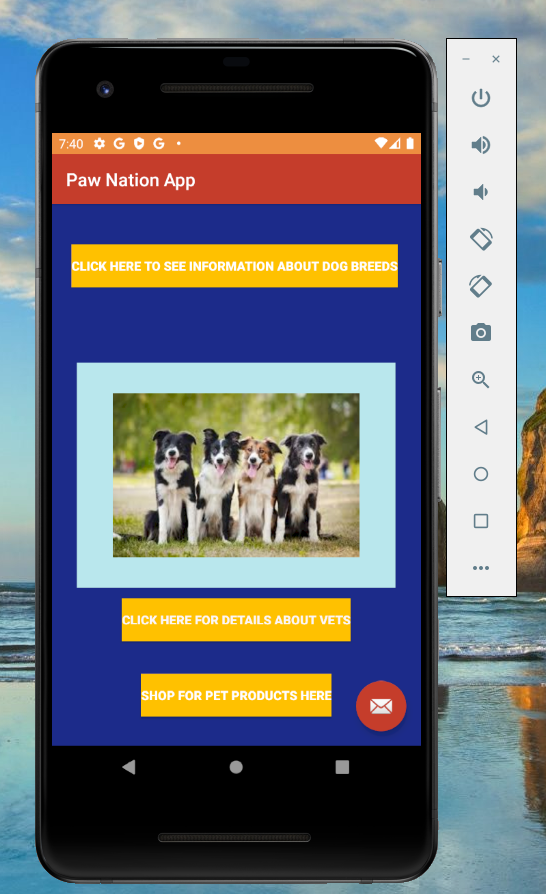 7:40
Paw Nation App
CLICK HERE TO SEE INFORMATION ABOUT DOG BREEDS
CLICK HERE FOR DETAILS ABOUT VETS
SHOP FOR PET PRODUCTS HERE